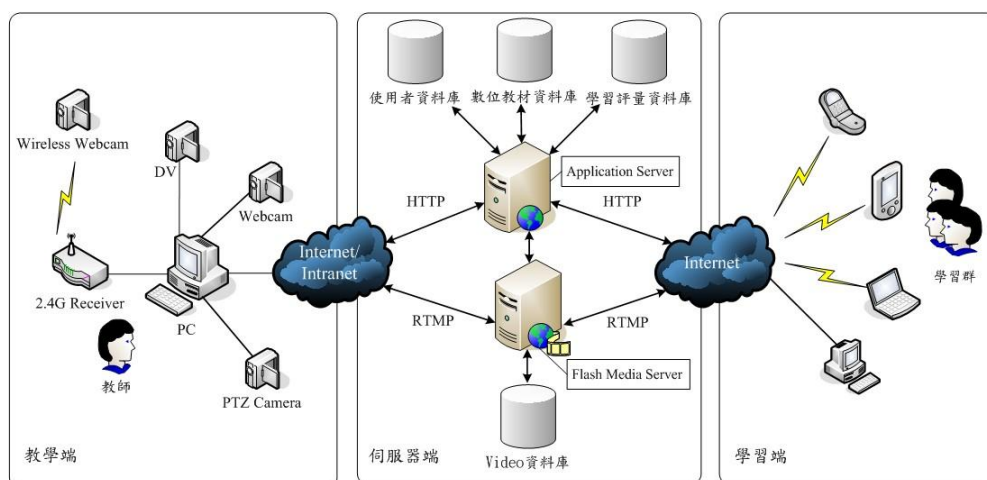 Wireless Webcam
DV
Webcam
2.4G Receiver
PC
教師
PTZ Camera
教學端
Internet/
Intranet
使用者資料庫
數位教材資料庫
學習評量資料庫
Application Server
HTTP
HTTP
RTMP
RTMP
Flash Media Server
Video資料庫
伺服器端
Internet
學習群
學習端